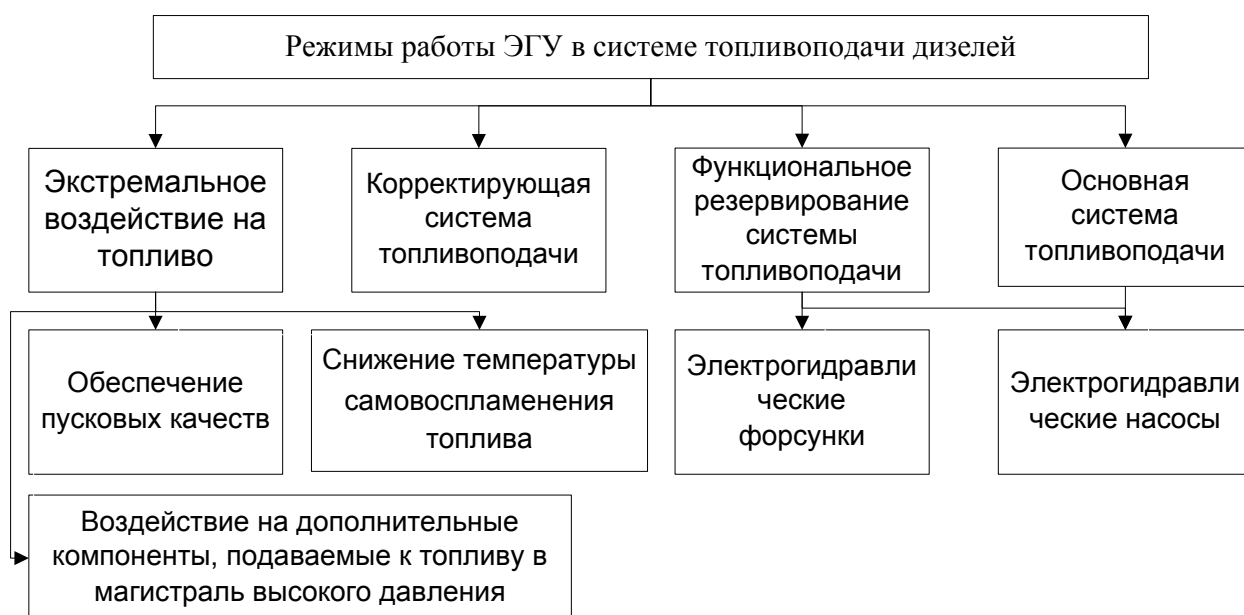 Режимы работы ЭГУ в системе топливоподачи дизелей
Экстремальное
воздействие на
топливо
Корректирующая
система
топливоподачи
Функциональное
резервирование
системы
топливоподачи
Основная
система
топливоподачи
Обеспечение
пусковых качеств
Снижение температуры
самовоспламенения
топлива
Электрогидравли
ческие
форсунки
Электрогидравли
ческие насосы
Воздействие на дополнительные
компоненты, подаваемые к топливу в
магистраль высокого давления